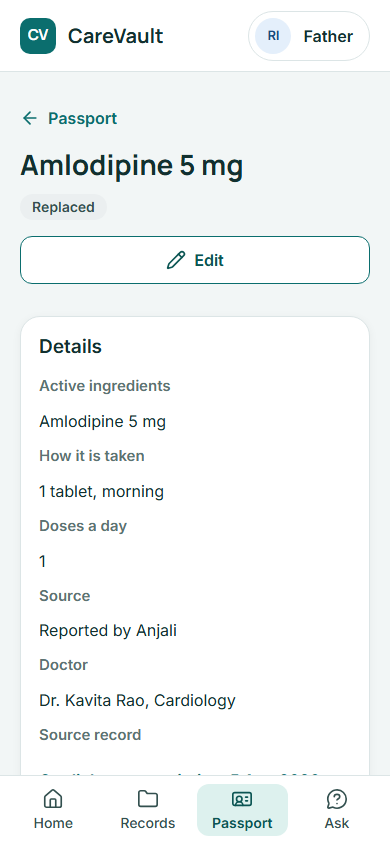 CV CareVault RI Father
Passport
Amlodipine 5 mg
Replaced
Edit
Details
Active ingredients
Amlodipine 5 mg
How it is taken
1 tablet, morning
Doses a day
1
Source
Reported by Anjali
Doctor
Dr. Kavita Rao, Cardiology
Source record
Home Records Passport Ask